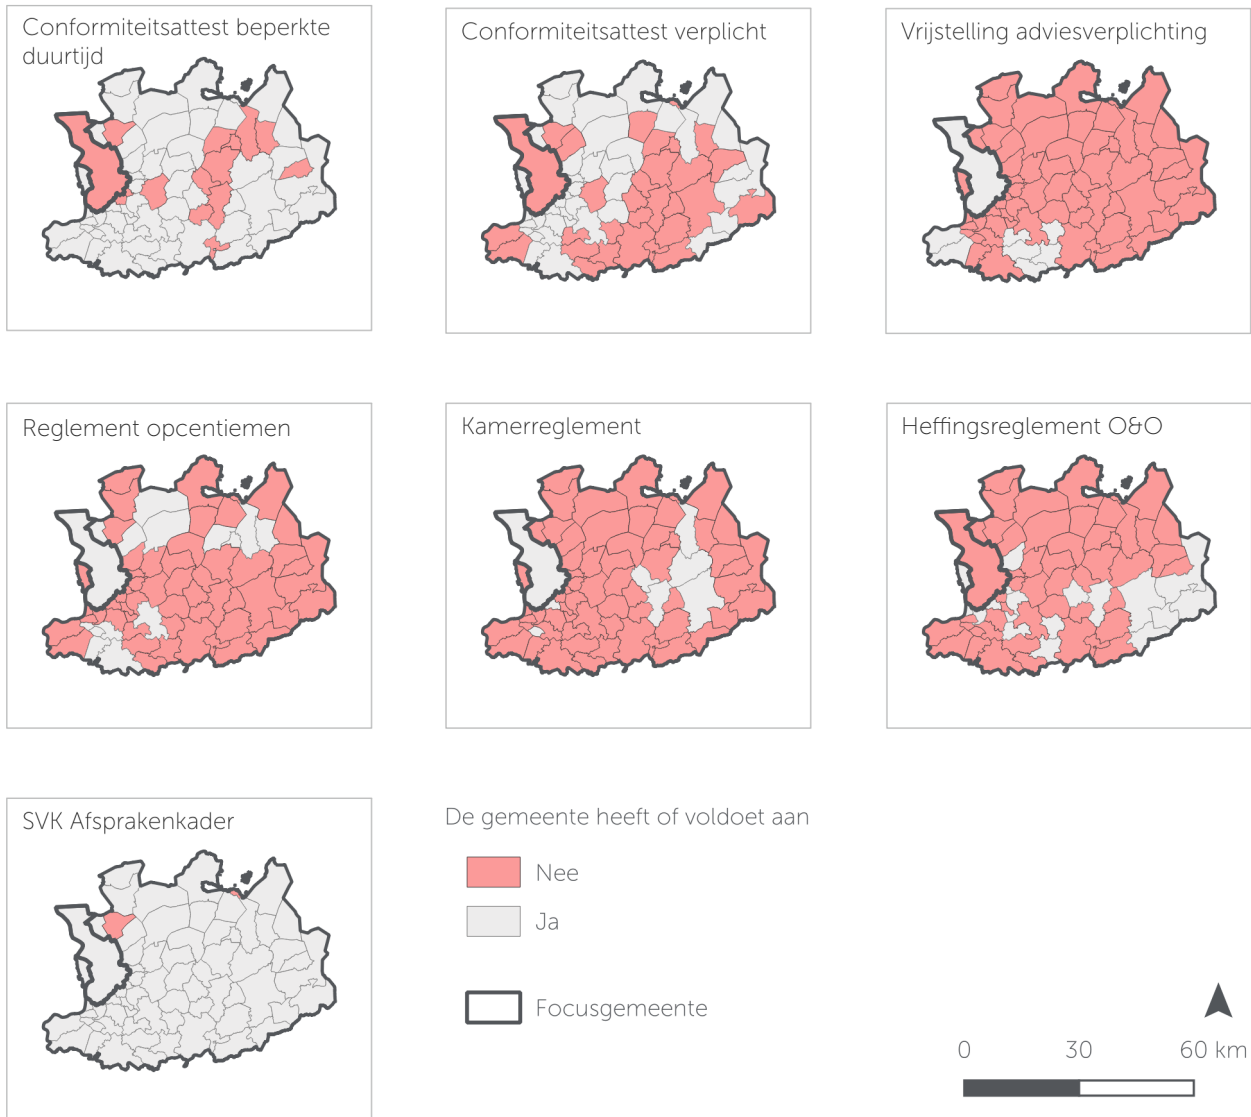 Conformiteitsattest beperkte
duurtijd
Conformiteitsattest verplicht
Vrijstelling adviesverplichting
Reglement opcentiemen
Kamerreglement
Heffingsreglement O&O
SVK Afsprakenkader
De gemeente heeft of voldoet aan
Nee
Ja
Focusgemeente
0 30 60 km